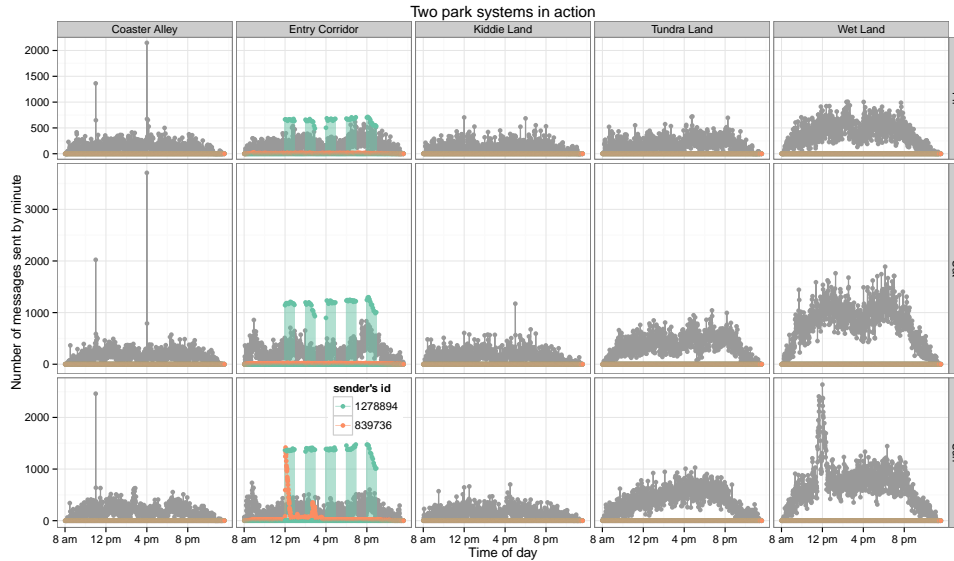 Two park systems in action
Coaster Alley Entry Corridor Kiddie Land Tundra Land Wet Land
Number of messages sent by minute
2000
1500
1000
500
0
3000
2000
1000
0
2000
1000
0
sender's id
1278894
839736
8 am 12 pm 4 pm 8 pm 8 am 12 pm 4 pm 8 pm 8 am 12 pm 4 pm 8 pm 8 am 12 pm 4 pm 8 pm 8 am 12 pm 4 pm 8 pm
Time of day